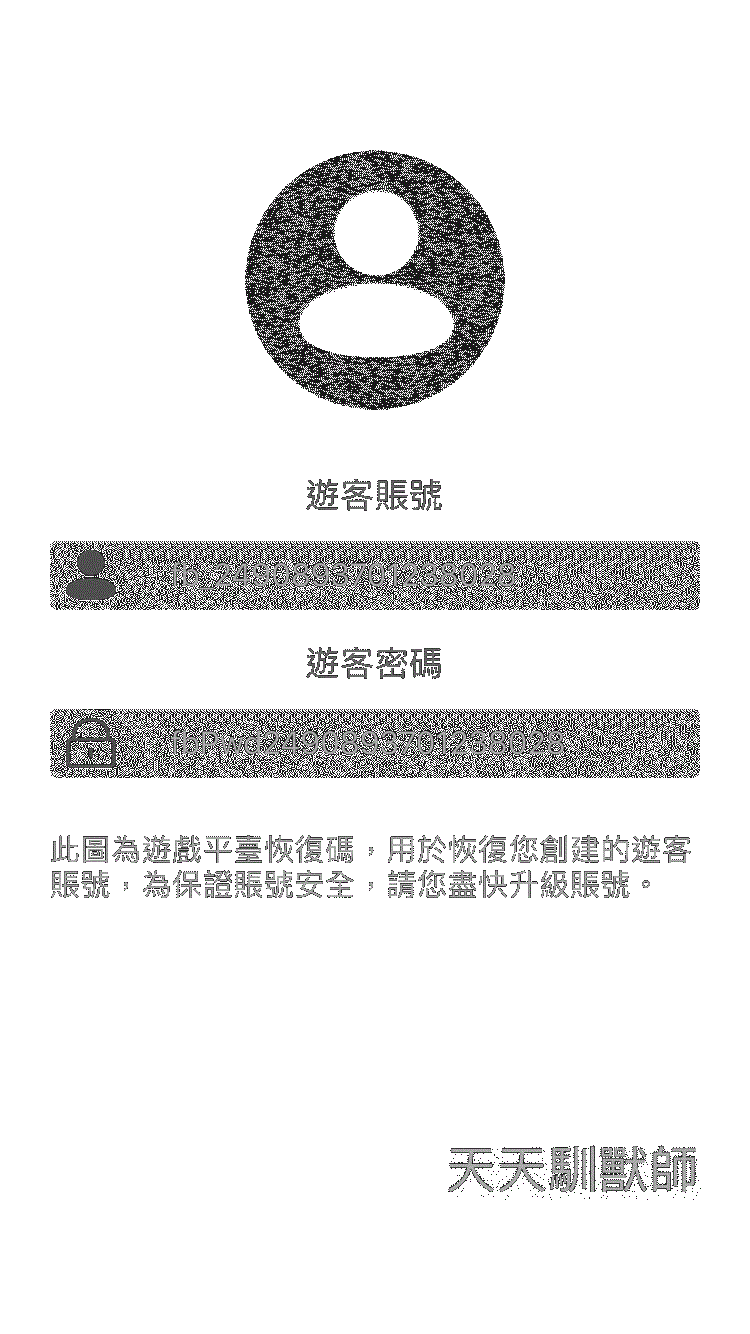 遊客賬號
遊客密碼
此圖為遊戲平臺恢復碼，用於恢復您創建的遊客
賬號，為保證賬號安全，請您盡快升級賬號。
天天馴獸師